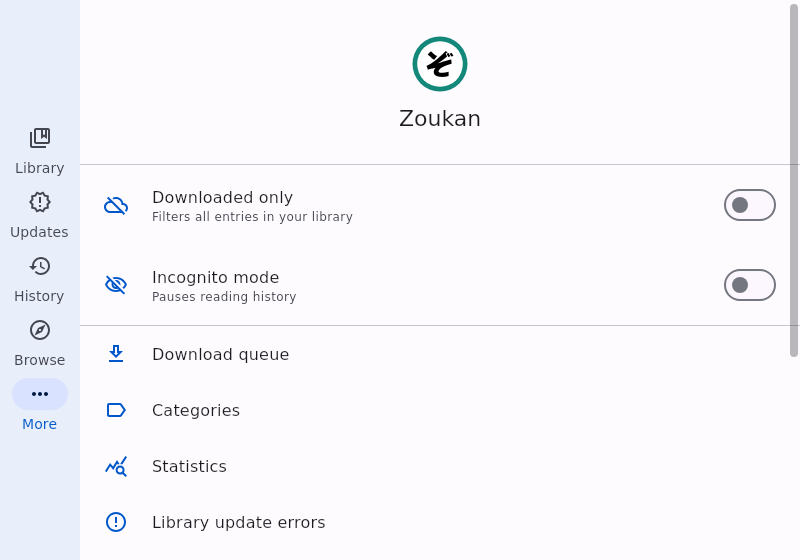 ぞ
Zoukan
Library
Updates
History
Browse
More
Downloaded only
Filters all entries in your library
Incognito mode
Pauses reading history
Download queue
Categories
Statistics
Library update errors